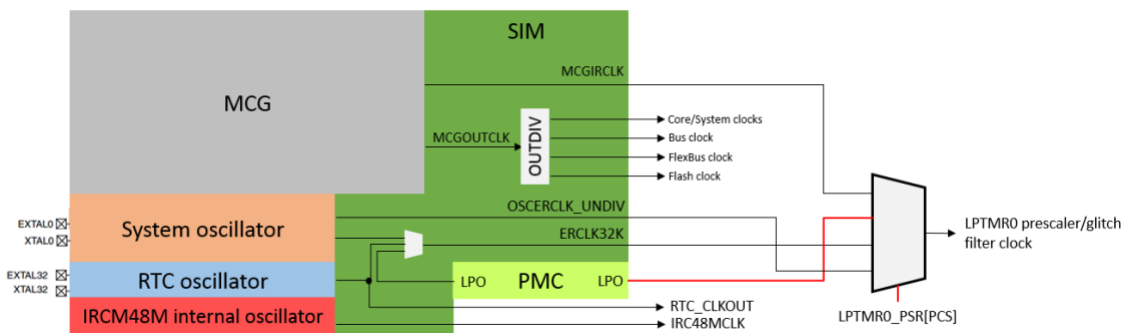 SIM
MCGIRCLK
MCG
Core/System clocks
MCGOUTCLK
OUTDIV
Bus clock
FlexBus clock
Flash clock
OSCERCLK_UNDIV
EXTAL0
System oscillator
XTAL0
ERCLK32K
LPTMR0 prescaler/glitch
filter clock
EXTAL32
RTC oscillator
LPO
PMC
LPO
XTAL32
RTC_CLKOUT
IRCM48M internal oscillator
IRC48MCLK
LPTMR0_PSR[PCS]